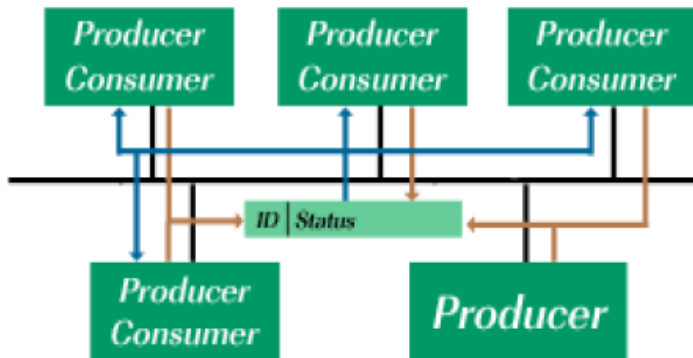 Producer
Consumer
Producer
Consumer
Producer
Consumer
ID | Status
Producer
Consumer
Producer